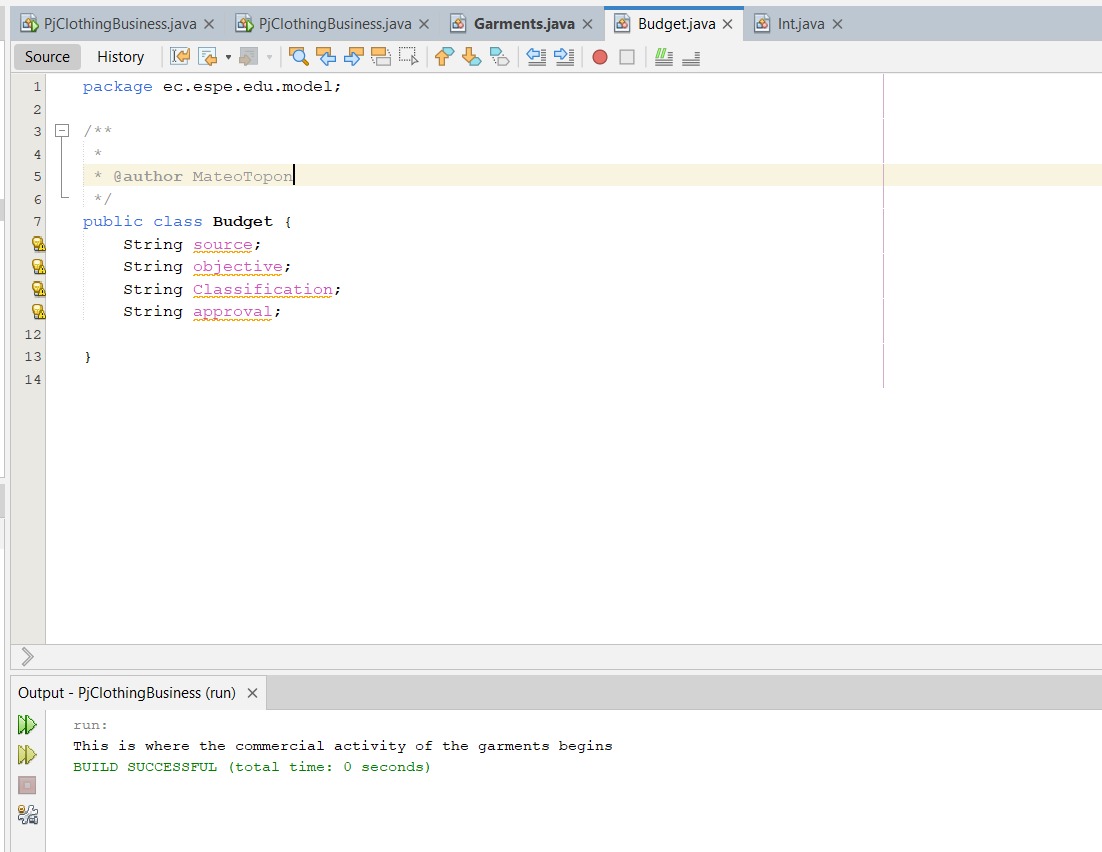 PjClothingBusiness.java PjClothingBusiness.java Garments.java Budget.java Int.java
Source History
1 package ec.espe.edu.model;
2
3 /**
4 *
5 * @author MateoTopon
6 */
7 public class Budget {
String source;
String objective;
String Classification;
String approval;
12
13 }
14
Output - PjClothingBusiness (run)
run:
This is where the commercial activity of the garments begins
BUILD SUCCESSFUL (total time: 0 seconds)